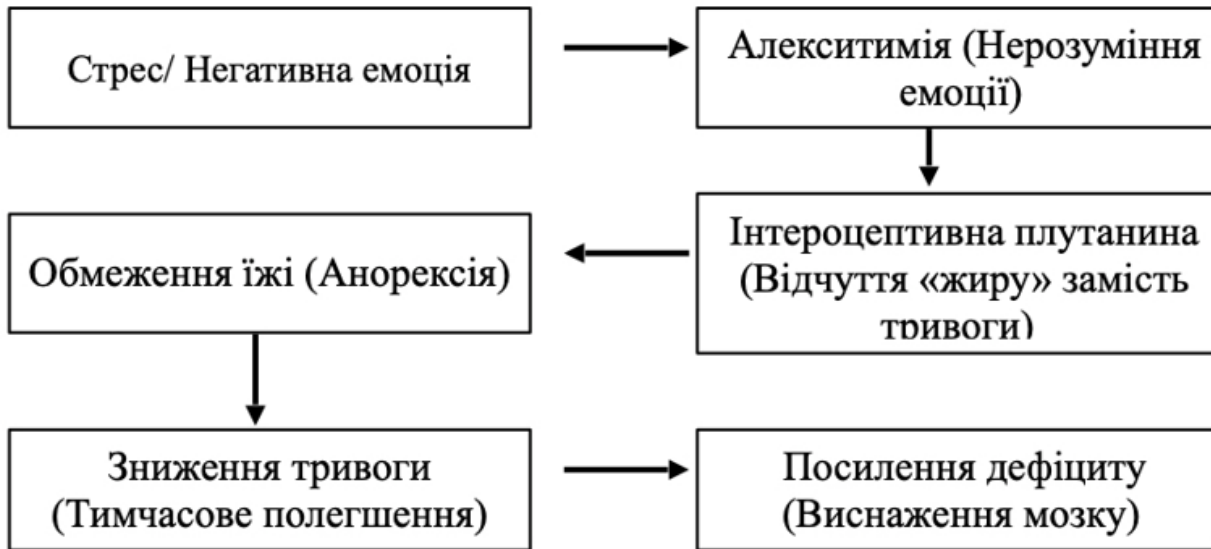 Стрес/ Негативна емоція
Алекситимія (Нерозуміння
емоції)
Інтероцептивна плутанина
(Відчуття «жиру» замість
тривоги)
Обмеження їжі (Анорексія)
Зниження тривоги
(Тимчасове полегшення)
Посилення дефіциту
(Виснаження мозку)